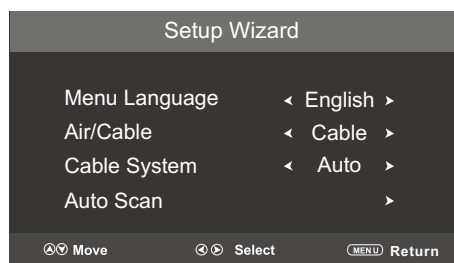 Setup Wizard
Menu Language English
Air/Cable Cable
Cable System Auto
Auto Scan
Move Select MENU Return